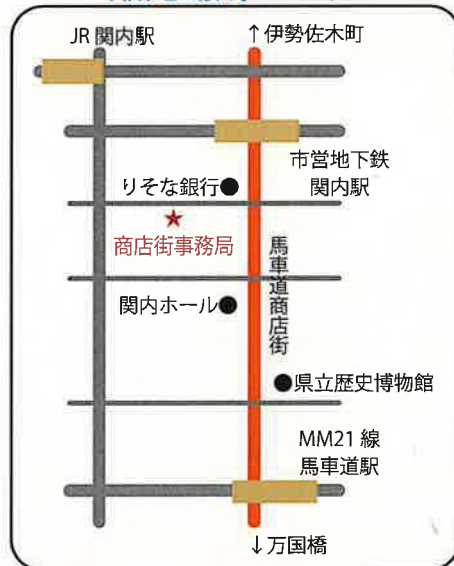 JR 関内駅
↑伊勢佐木町
市営地下鉄
関内駅
りそな銀行●
★
商店街事務局
馬車道商店街
関内ホール●
●県立歴史博物館
MM21 線
馬車道駅
↓万国橋